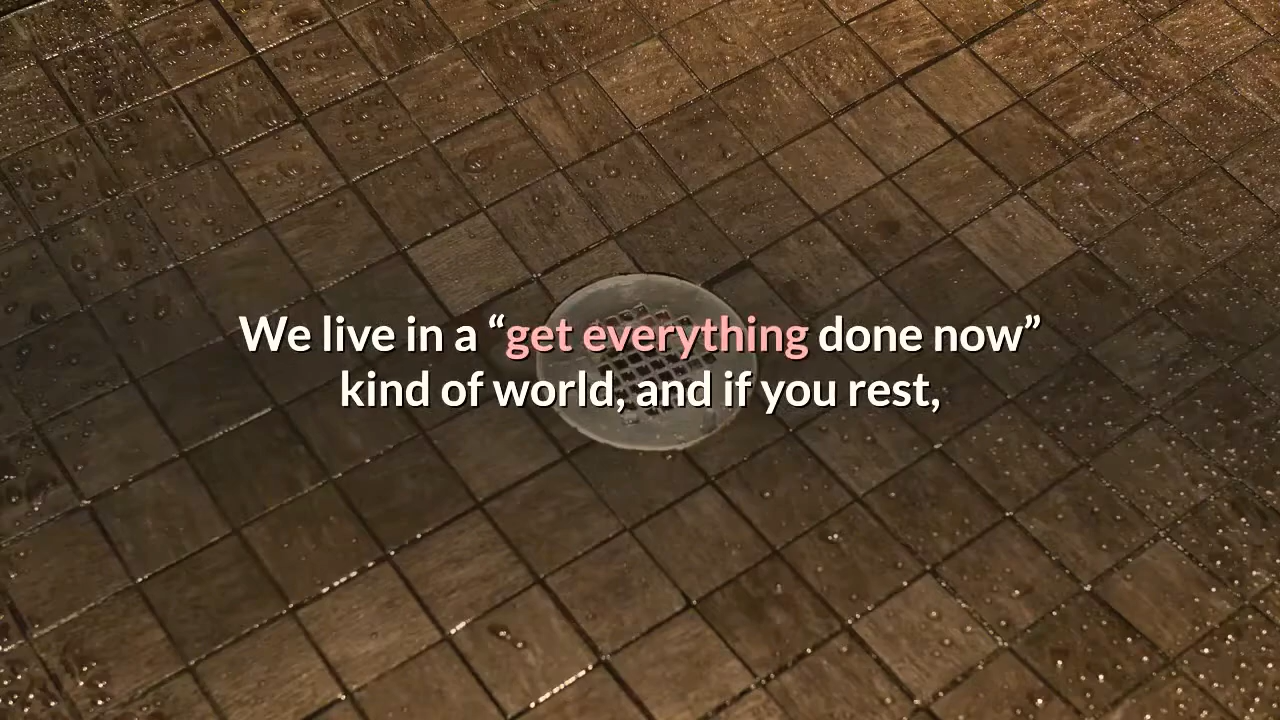 We live in a “get everything done now”
kind of world, and if you rest,